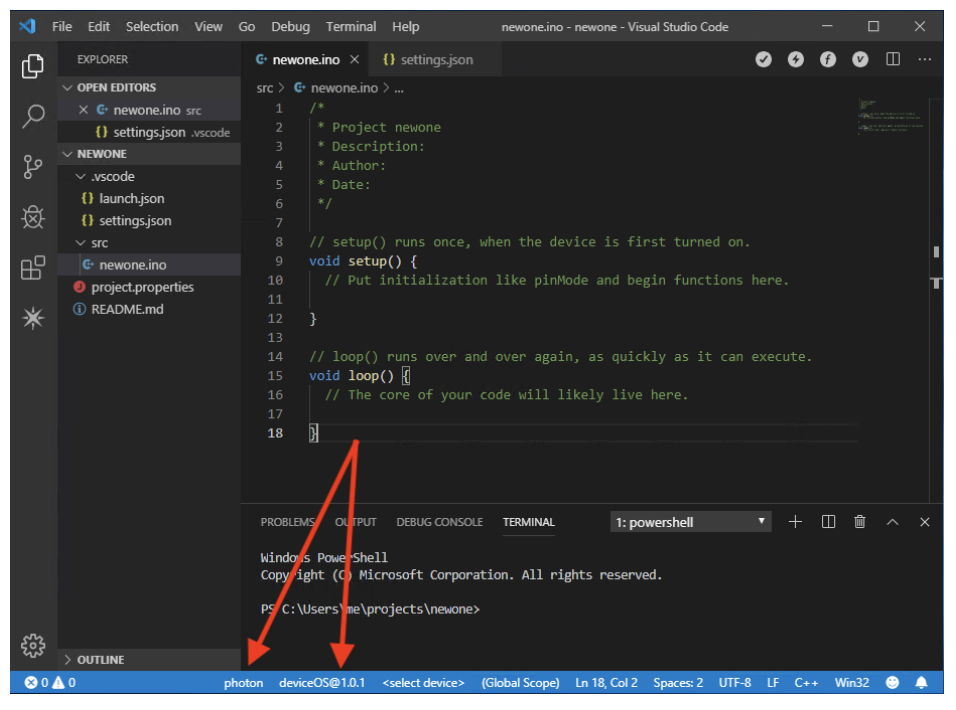 File Edit Selection View Go Debug Terminal Help newone.ino - newone - Visual Studio Code
EXPLORER
OPEN EDITORS
newone.ino src
{} settings.json .vscode
NEWONE
.vscode
{} launch.json
{} settings.json
src
newone.ino
project.properties
README.md
OUTLINE
newone.ino {} settings.json
src > newone.ino > ...
1 /*
2 * Project newone
3 * Description:
4 * Author:
5 * Date:
6 */
7
8 // setup() runs once, when the device is first turned on.
9 void setup() {
10 // Put initialization like pinMode and begin functions here.
11
12 }
13
14 // loop() runs over and over again, as quickly as it can execute.
15 void loop() {
16 // The core of your code will likely live here.
17
18 }
PROBLEMS OUTPUT DEBUG CONSOLE TERMINAL 1: powershell
Windows PowerShell
Copyright (C) Microsoft Corporation. All rights reserved.
PS C:\Users\me\projects\newone>
0 0 photon deviceOS@1.0.1 <select device> (Global Scope) Ln 18, Col 2 Spaces: 2 UTF-8 LF C++ Win32